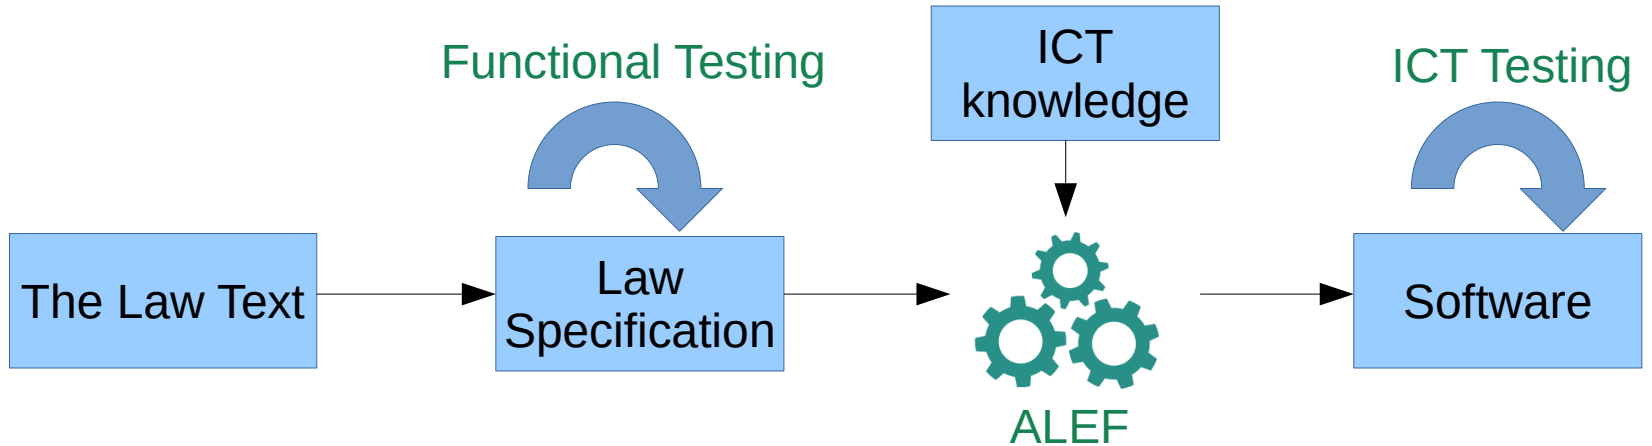 Functional Testing
ICT
knowledge
ICT Testing
The Law Text
Law
Specification
Software
ALEF